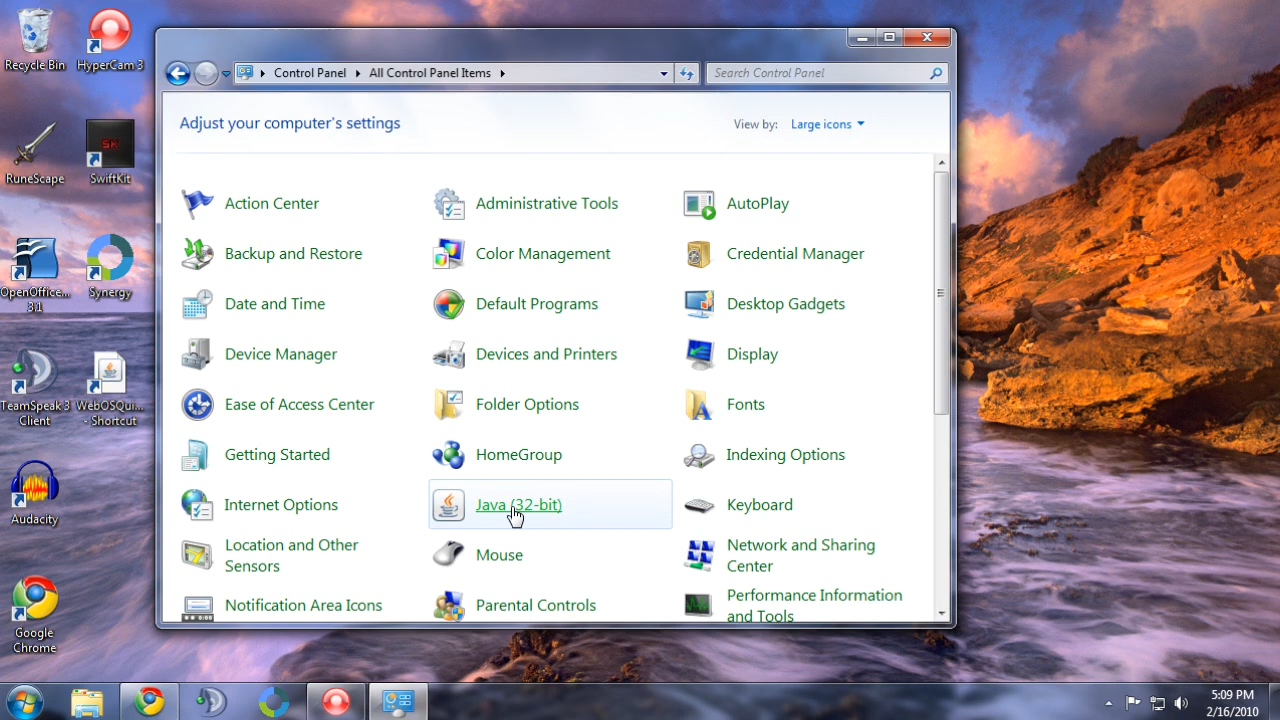 Recycle Bin
HyperCam 3
RuneScape
SwiftKit
OpenOffice....
3.1
Synergy
TeamSpeak 3
Client
WebOSQui...
- Shortcut
Audacity
Google
Chrome
Control Panel
All Control Panel Items
Search Control Panel
Adjust your computer's settings
View by:
Large icons
Action Center
Administrative Tools
AutoPlay
Backup and Restore
Color Management
Credential Manager
Date and Time
Default Programs
Desktop Gadgets
Device Manager
Devices and Printers
Display
Ease of Access Center
Folder Options
Fonts
Getting Started
HomeGroup
Indexing Options
Internet Options
Java (32-bit)
Keyboard
Location and Other
Sensors
Mouse
Network and Sharing
Center
Notification Area Icons
Parental Controls
Performance Information
and Tools
5:09 PM
2/16/2010